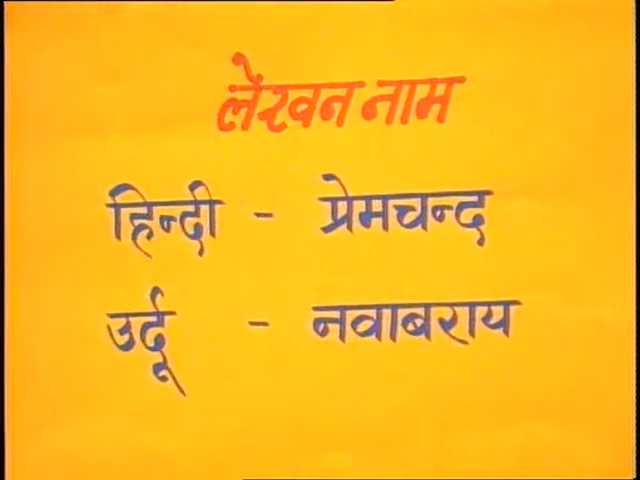 लेखन नाम
हिन्दी - प्रेमचन्द
उर्दू - नवाबराय